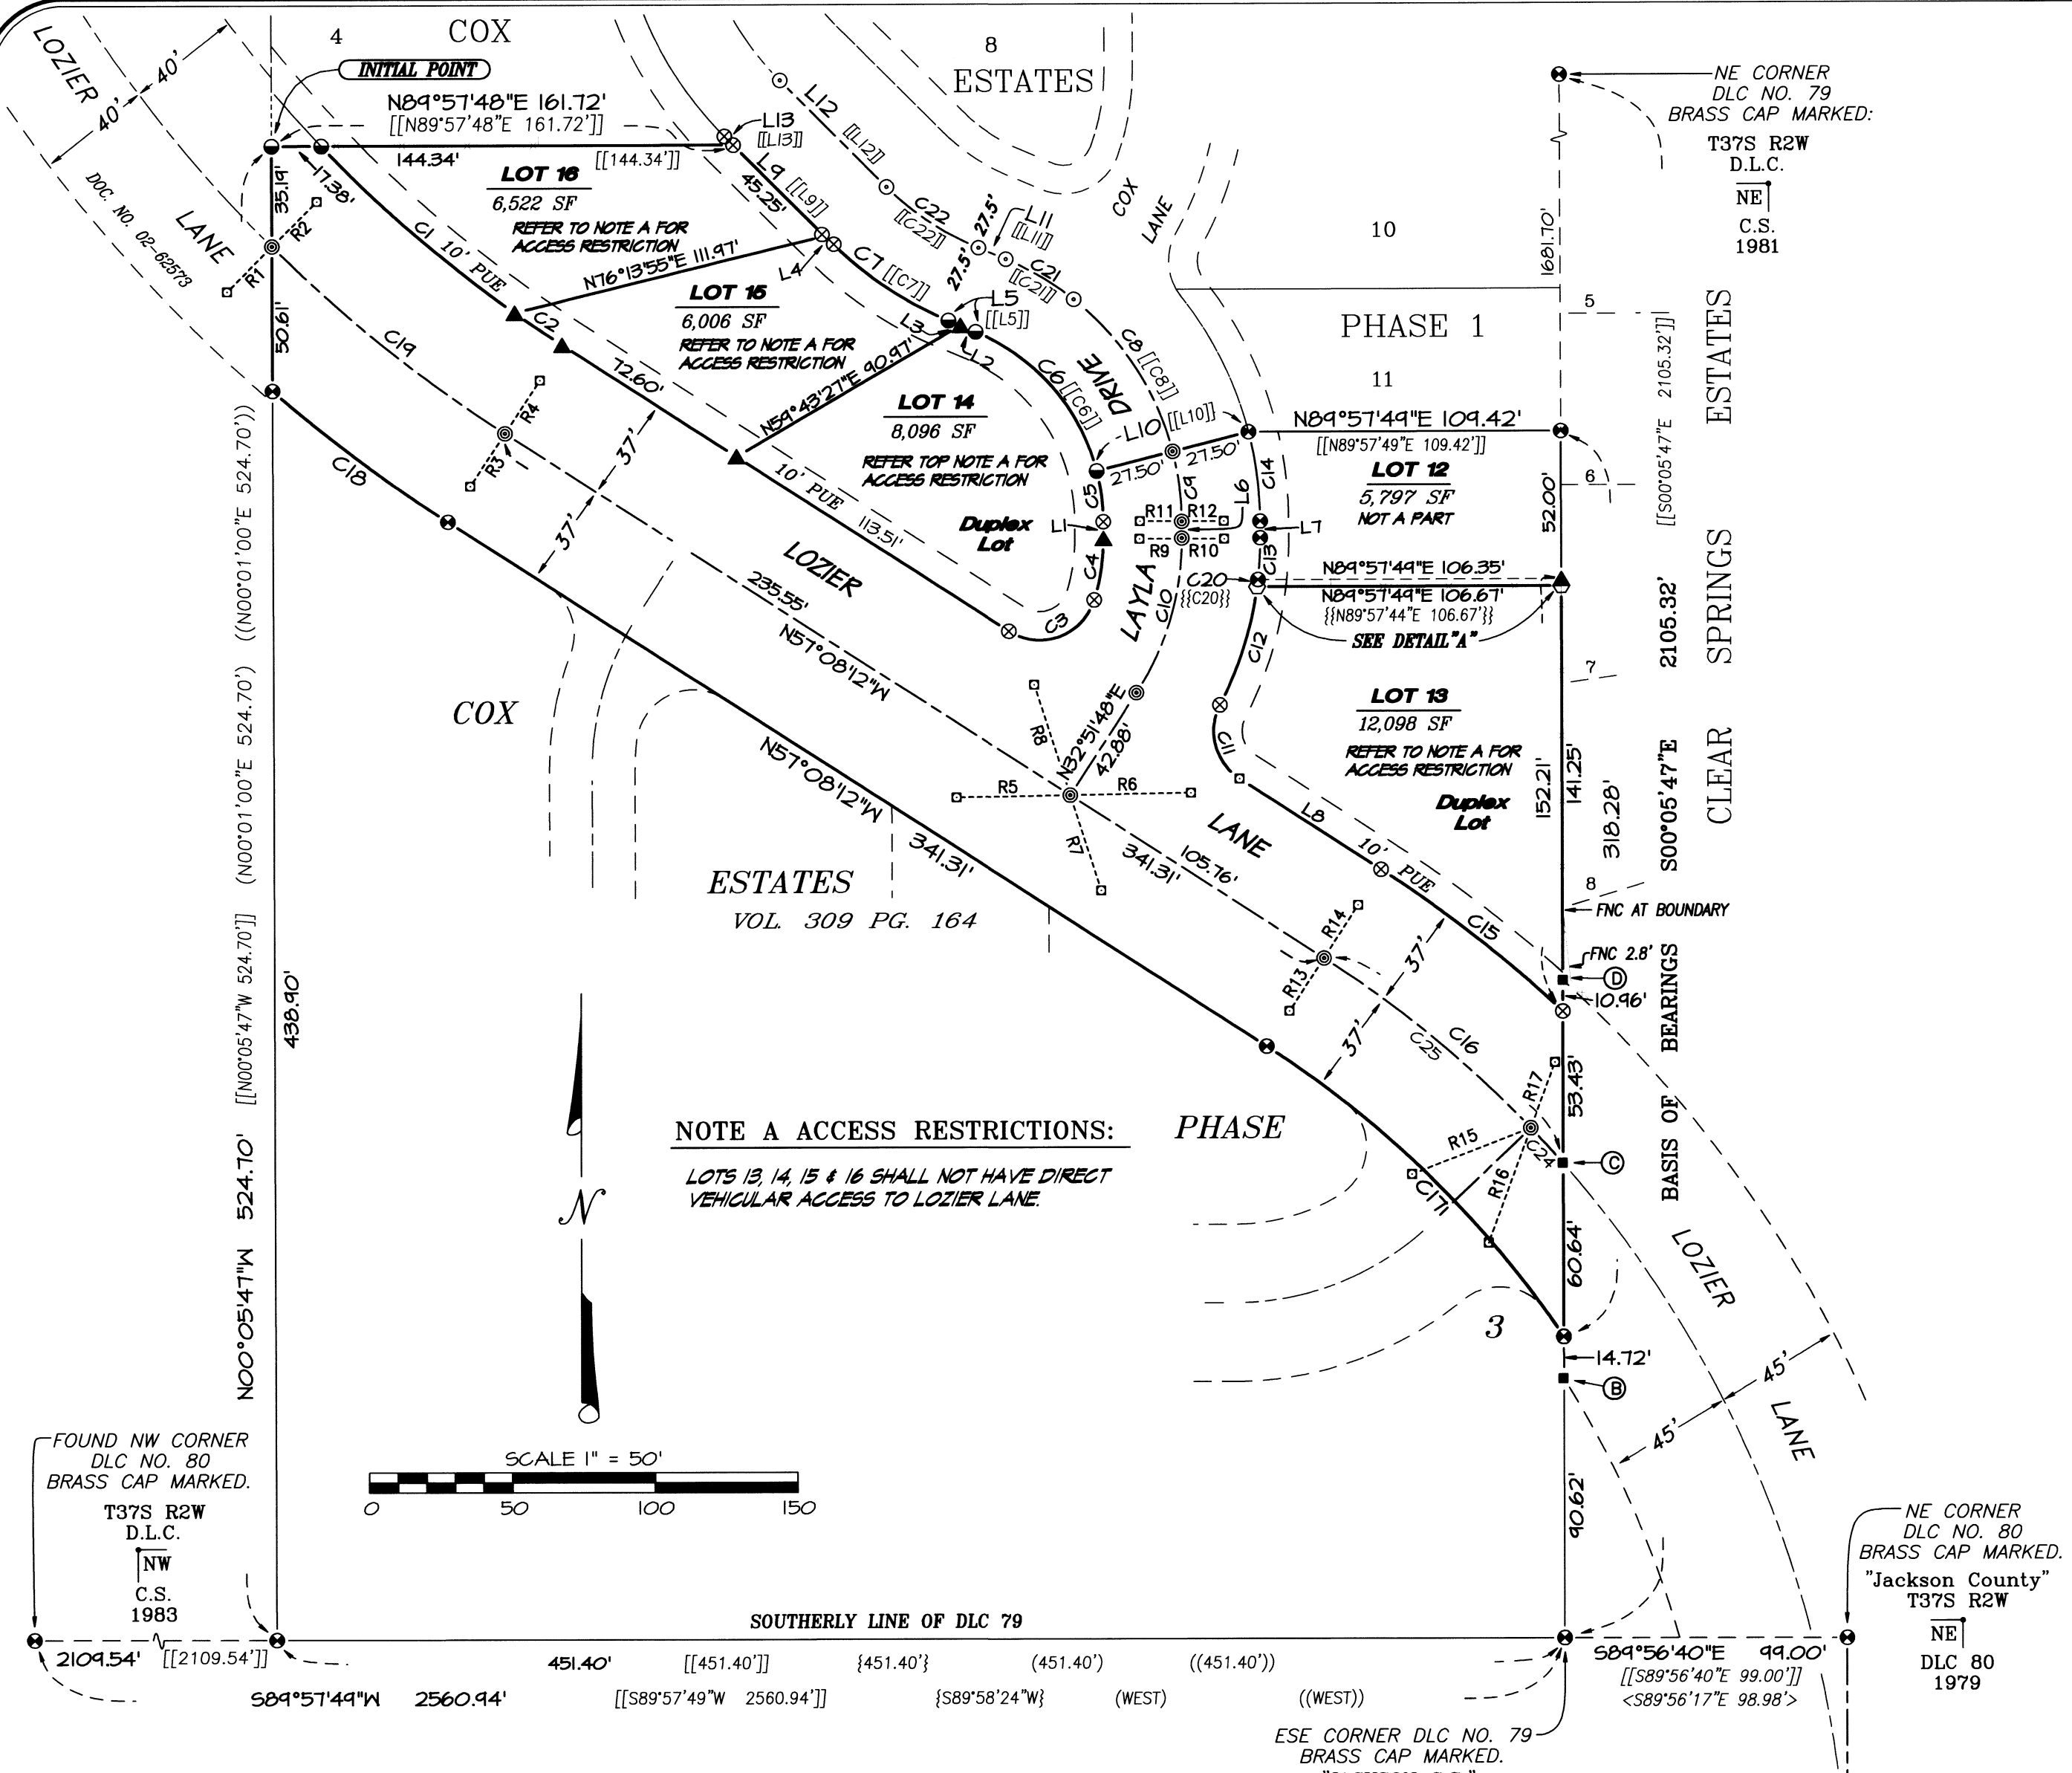 LOZIER
40'
40'
4
COX
INITIAL POINT
N89°57'48"E 161.72'
[[N89°57'48"E 161.72']]
144.34'
[[144.34']]
17.38'
35.19'
50.61'
DOC. NO. 02-62573
LANE
R1
R2
C19
C18
C1
10' PUE
C2
72.60'
LOT 16
6,522 SF
REFER TO NOTE A FOR
ACCESS RESTRICTION
L13
[[L13]]
L9
[[L9]]
45.25'
N76°13'55"E 111.97'
L4
L12
[[L12]]
8
ESTATES
C22
[[C22]]
27.5'
27.5'
L11
[[L11]]
C21
[[C21]]
C7
[[C7]]
L5
[[L5]]
L3
L2
LOT 15
6,006 SF
REFER TO NOTE A FOR
ACCESS RESTRICTION
N59°43'27"E 90.97'
COX
LANE
C8
[[C8]]
DRIVE
C6
[[C6]]
LOT 14
8,096 SF
REFER TOP NOTE A FOR
ACCESS RESTRICTION
Duplex
Lot
10' PUE
113.51'
L10
[[L10]]
27.50'
27.50'
C5
L1
C4
C3
C9
R11
R12
R9
R10
L6
L7
C14
C13
C20
{{C20}}
LAYLA
C10
C12
C11
10
PHASE 1
11
N89°57'49"E 109.42'
[[N89°57'49"E 109.42']]
LOT 12
5,797 SF
NOT A PART
52.00'
N89°57'49"E 106.35'
N89°57'49"E 106.67'
{{N89°57'44"E 106.67'}}
SEE DETAIL "A"
NE CORNER
DLC NO. 79
BRASS CAP MARKED:
T37S R2W
D.L.C.
NE
C.S.
1981
1681.70'
5
6
7
8
[[S00°05'47"E 2105.32']]
BASIS OF BEARINGS S00°05'47"E 2105.32'
CLEAR SPRINGS ESTATES
318.28'
R3
R4
37'
37'
LOZIER
235.55'
N57°08'12"W
N57°08'12"W
341.31'
R5
R6
R7
R8
N32°51'48"E
42.88'
341.31'
105.76'
LANE
LOT 13
12,098 SF
REFER TO NOTE A FOR
ACCESS RESTRICTION
Duplex
Lot
152.21'
141.25'
L8
10' PUE
C15
FNC AT BOUNDARY
FNC 2.8'
D
10.96'
R13
R14
37'
37'
C16
C25
53.43'
R17
R15
R16
C24
C
C17
60.64'
14.72'
B
90.62'
LOZIER
LANE
45'
45'
COX
ESTATES
VOL. 309 PG. 164
PHASE
3
((N00°01'00"E 524.70'))
(N00°01'00"E 524.70')
[[N00°05'47"W 524.70']]
N00°05'47"W 524.70'
438.90'
NOTE A ACCESS RESTRICTIONS:
LOTS 13, 14, 15 & 16 SHALL NOT HAVE DIRECT
VEHICULAR ACCESS TO LOZIER LANE.
N
SCALE 1" = 50'
0 50 100 150
FOUND NW CORNER
DLC NO. 80
BRASS CAP MARKED.
T37S R2W
D.L.C.
NW
C.S.
1983
SOUTHERLY LINE OF DLC 79
2109.54' [[2109.54']]
451.40' [[451.40']] {451.40'} (451.40') ((451.40'))
S89°57'49"W 2560.94' [[S89°57'49"W 2560.94']] {S89°58'24"W} (WEST) ((WEST))
S89°56'40"E 99.00'
[[S89°56'40"E 99.00']]
<S89°56'17"E 98.98'>
NE CORNER
DLC NO. 80
BRASS CAP MARKED.
"Jackson County"
T37S R2W
NE
DLC 80
1979
ESE CORNER DLC NO. 79
BRASS CAP MARKED.